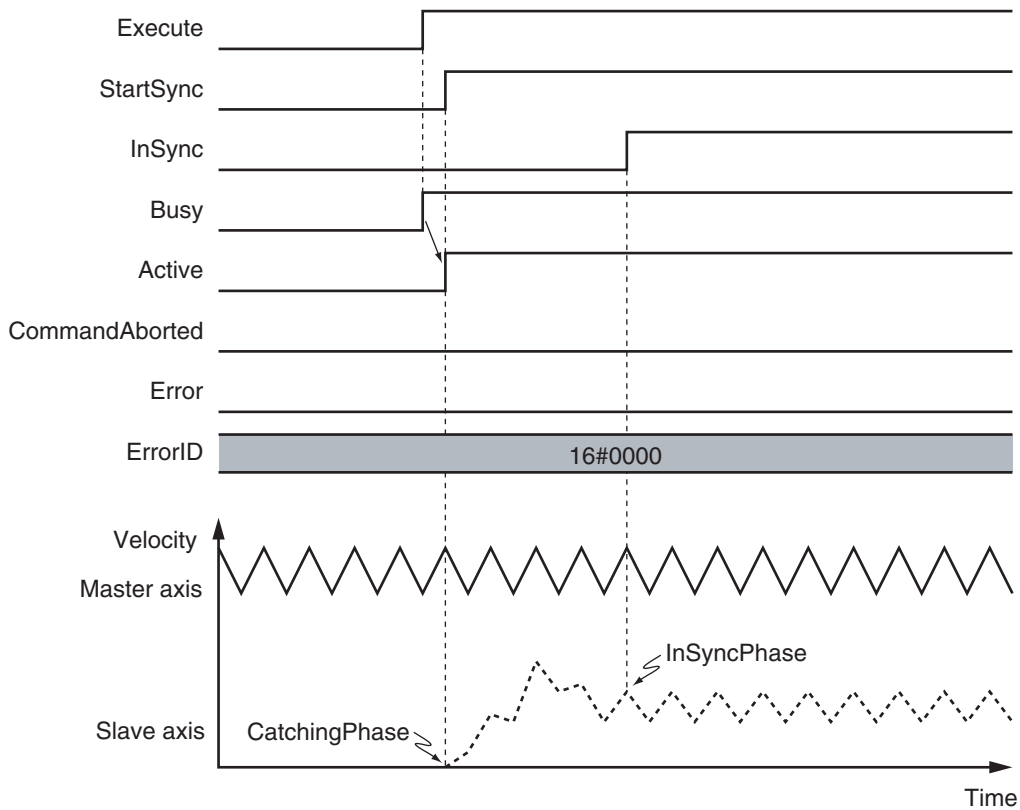 Execute
StartSync
InSync
Busy
Active
CommandAborted
Error
ErrorID
16#0000
Velocity
Master axis
InSyncPhase
Slave axis
CatchingPhase
Time